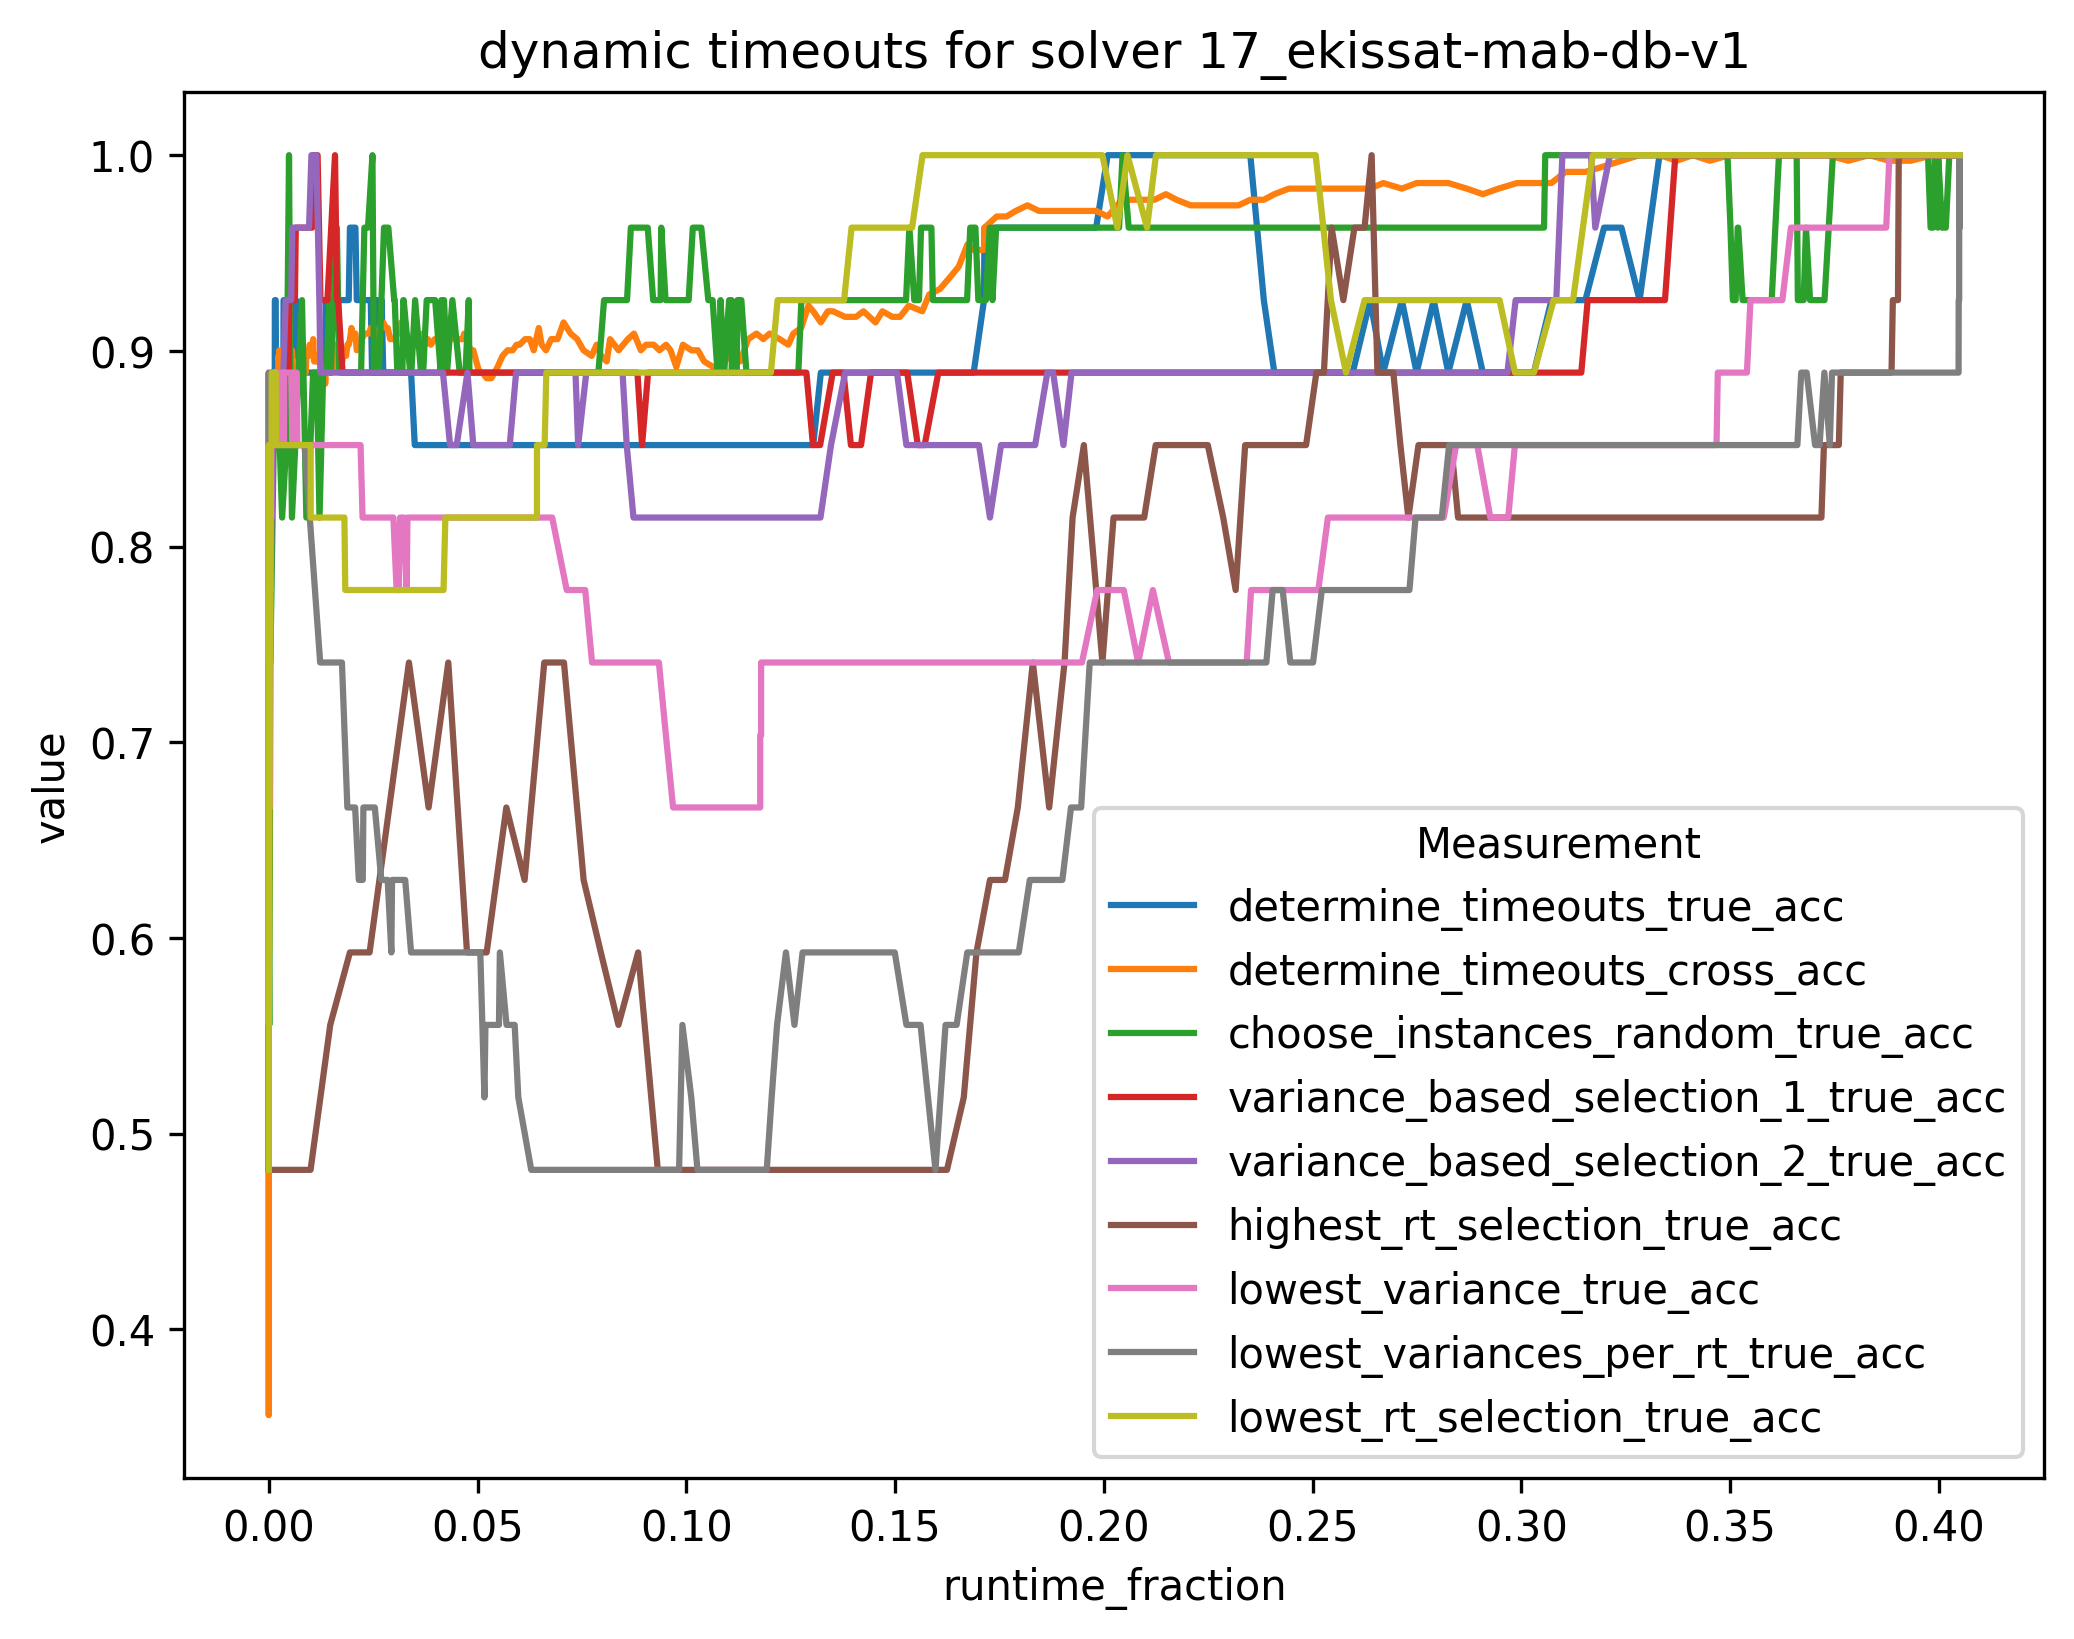 dynamic timeouts for solver 17_ekissat-mab-db-v1
1.0
0.9
0.8
0.7
0.6
0.5
0.4
value
0.00 0.05 0.10 0.15 0.20 0.25 0.30 0.35 0.40
runtime_fraction
Measurement
determine_timeouts_true_acc
determine_timeouts_cross_acc
choose_instances_random_true_acc
variance_based_selection_1_true_acc
variance_based_selection_2_true_acc
highest_rt_selection_true_acc
lowest_variance_true_acc
lowest_variances_per_rt_true_acc
lowest_rt_selection_true_acc